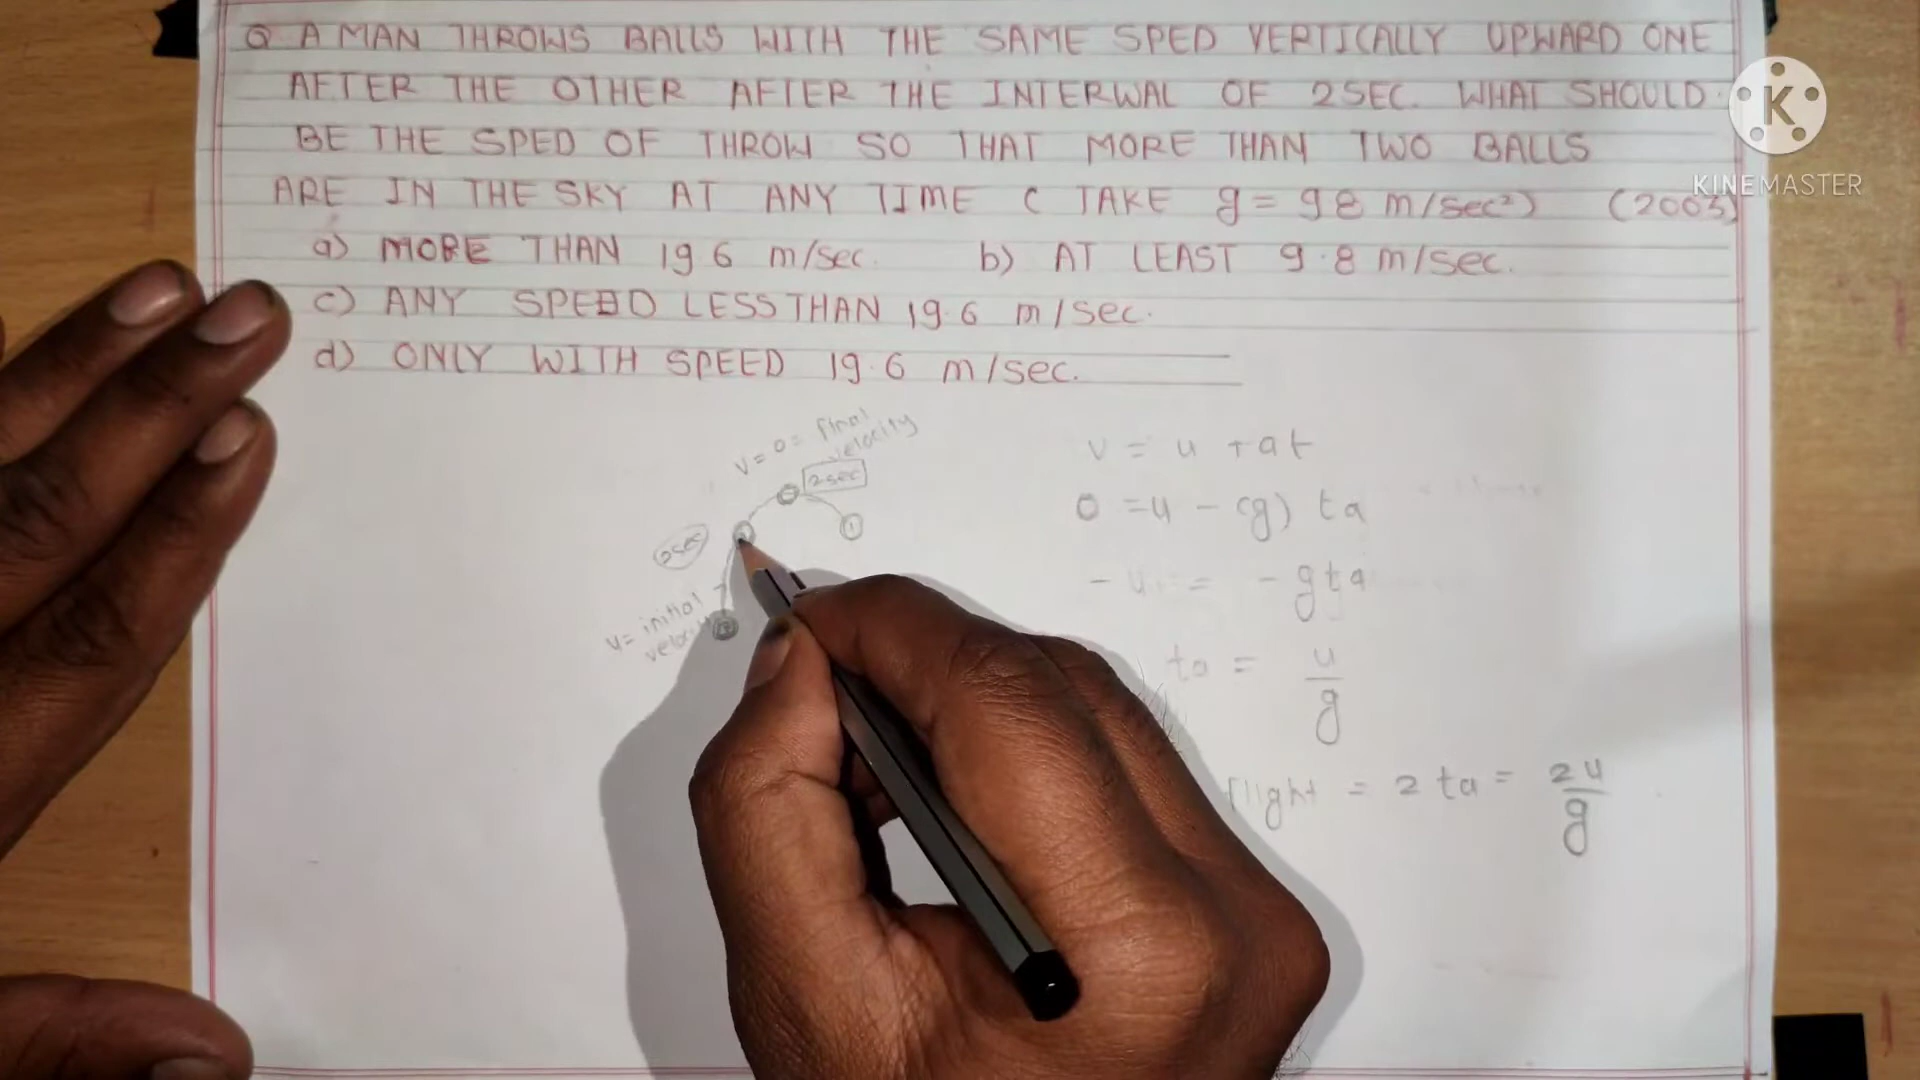 Q A MAN THROWS BALLS WITH THE SAME SPED VERTICALLY UPWARD ONE
AFTER THE OTHER AFTER THE INTERWAL OF 2SEC. WHAT SHOULD
BE THE SPED OF THROW SO THAT MORE THAN TWO BALLS
ARE IN THE SKY AT ANY TIME ( TAKE g = 98 m/sec²) (2003)
a) MORE THAN 19.6 m/sec. b) AT LEAST 9.8 m/sec.
c) ANY SPEED LESS THAN 19.6 m/sec.
d) ONLY WITH SPEED 19.6 m/sec.
v = 0 = final velocity
2sec
1
2sec
u = initial
v = u + at
0 = u - (g) ta
- u = - gta
ta = u/g
flight = 2 ta = 2u/g
K
KINEMASTER